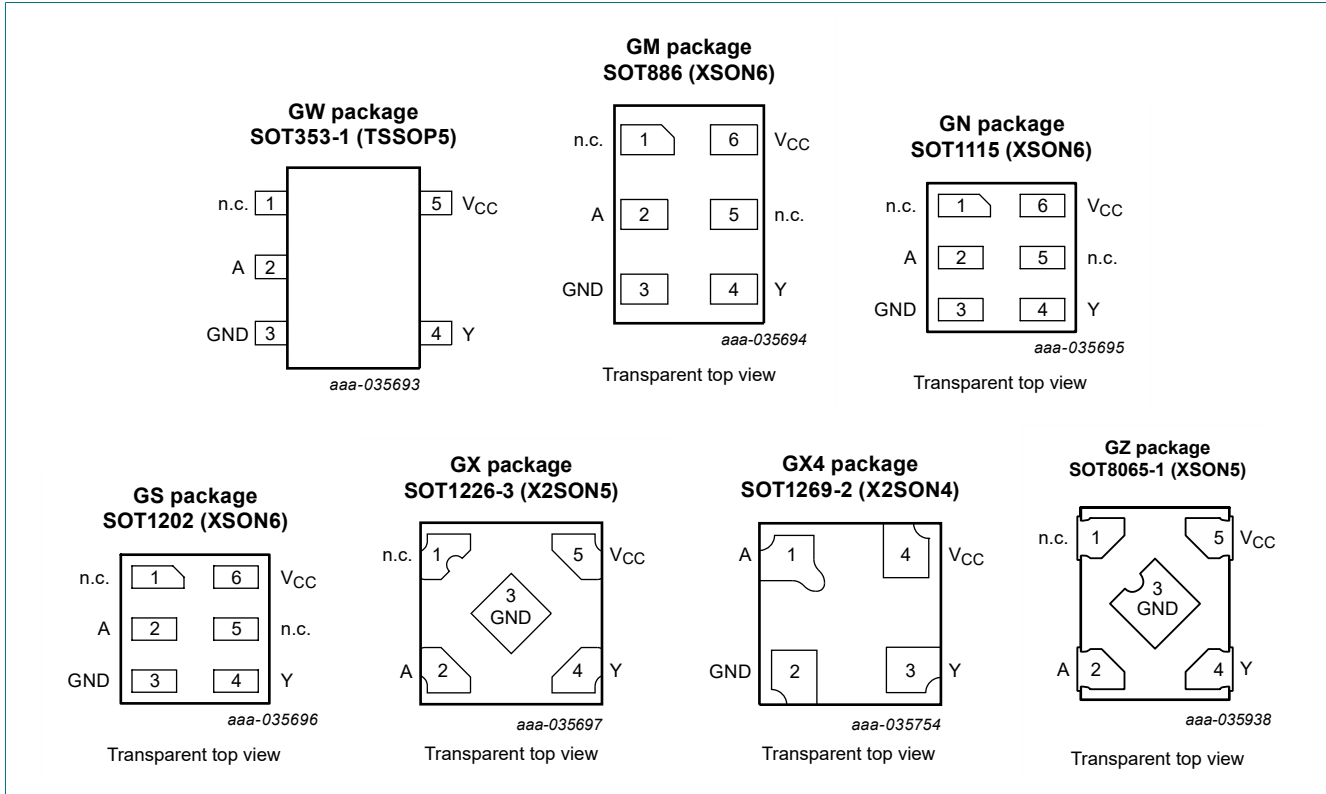 GW package
SOT353-1 (TSSOP5)
n.c. 1
5 VCC
A 2
GND 3
4 Y
aaa-035693
GM package
SOT886 (XSON6)
n.c. 1 6 VCC
A 2 5 n.c.
GND 3 4 Y
aaa-035694
Transparent top view
GN package
SOT1115 (XSON6)
n.c. 1 6 VCC
A 2 5 n.c.
GND 3 4 Y
aaa-035695
Transparent top view
GS package
SOT1202 (XSON6)
n.c. 1 6 VCC
A 2 5 n.c.
GND 3 4 Y
aaa-035696
Transparent top view
GX package
SOT1226-3 (X2SON5)
n.c. 1 5 VCC
3
GND
A 2 4 Y
aaa-035697
Transparent top view
GX4 package
SOT1269-2 (X2SON4)
A 1 4 VCC
GND 2 3 Y
aaa-035754
Transparent top view
GZ package
SOT8065-1 (XSON5)
n.c. 1 5 VCC
3
GND
A 2 4 Y
aaa-035938
Transparent top view